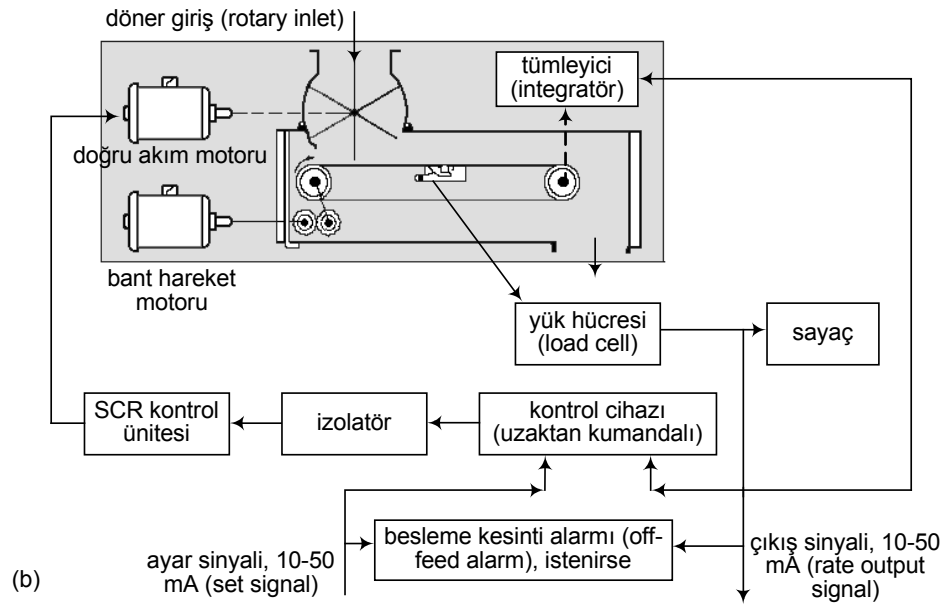 döner giriş (rotary inlet)
tümleyici
(integratör)
doğru akım motoru
bant hareket
motoru
yük hücresi
(load cell)
sayaç
SCR kontrol
ünitesi
izolatör
kontrol cihazı
(uzaktan kumandalı)
ayar sinyali, 10-50
mA (set signal)
besleme kesinti alarmı (off-
feed alarm), istenirse
çıkış sinyali, 10-50
mA (rate output
signal)
(b)